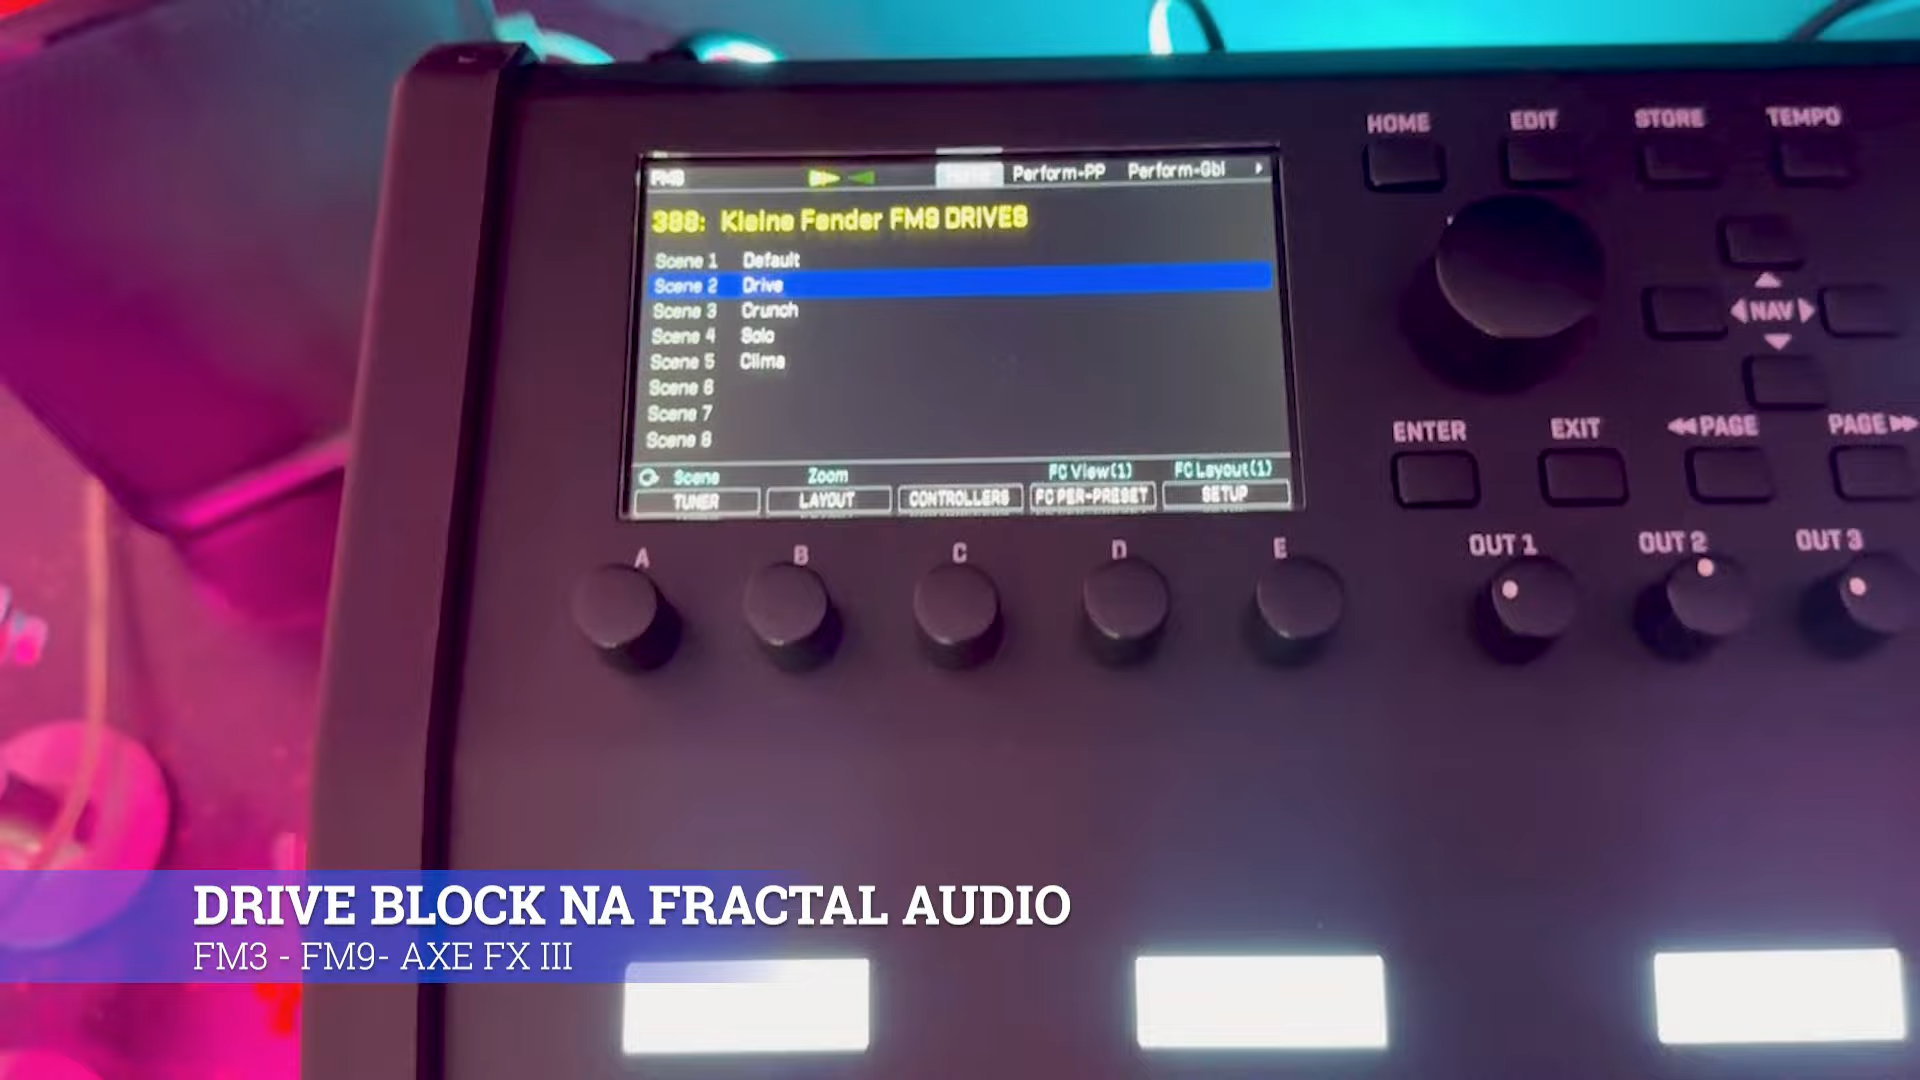 HOME EDIT STORE TEMPO
FM9 Perform-PP Perform-Gbl
388: Kleine Fender FM9 DRIVES
Scene 1 Default
Scene 2 Drive
Scene 3 Crunch
Scene 4 Solo
Scene 5 Clima
Scene 6
Scene 7
Scene 8
Scene Zoom FC View(1) FC Layout(1)
TUNER LAYOUT CONTROLLERS FC PER-PRESET SETUP
NAV
ENTER EXIT PAGE PAGE
A B C D E
OUT 1 OUT 2 OUT 3
DRIVE BLOCK NA FRACTAL AUDIO
FM3 - FM9- AXE FX III